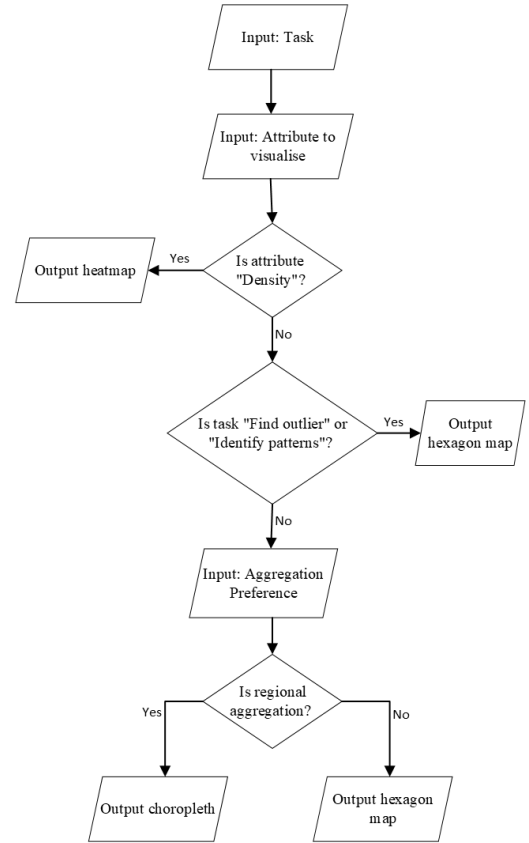 Input: Task
Input: Attribute to
visualise
Is attribute
"Density"?
Yes
Output heatmap
No
Is task "Find outlier" or
"Identify patterns"?
Yes
Output
hexagon map
No
Input: Aggregation
Preference
Is regional
aggregation?
Yes
No
Output choropleth
Output hexagon
map